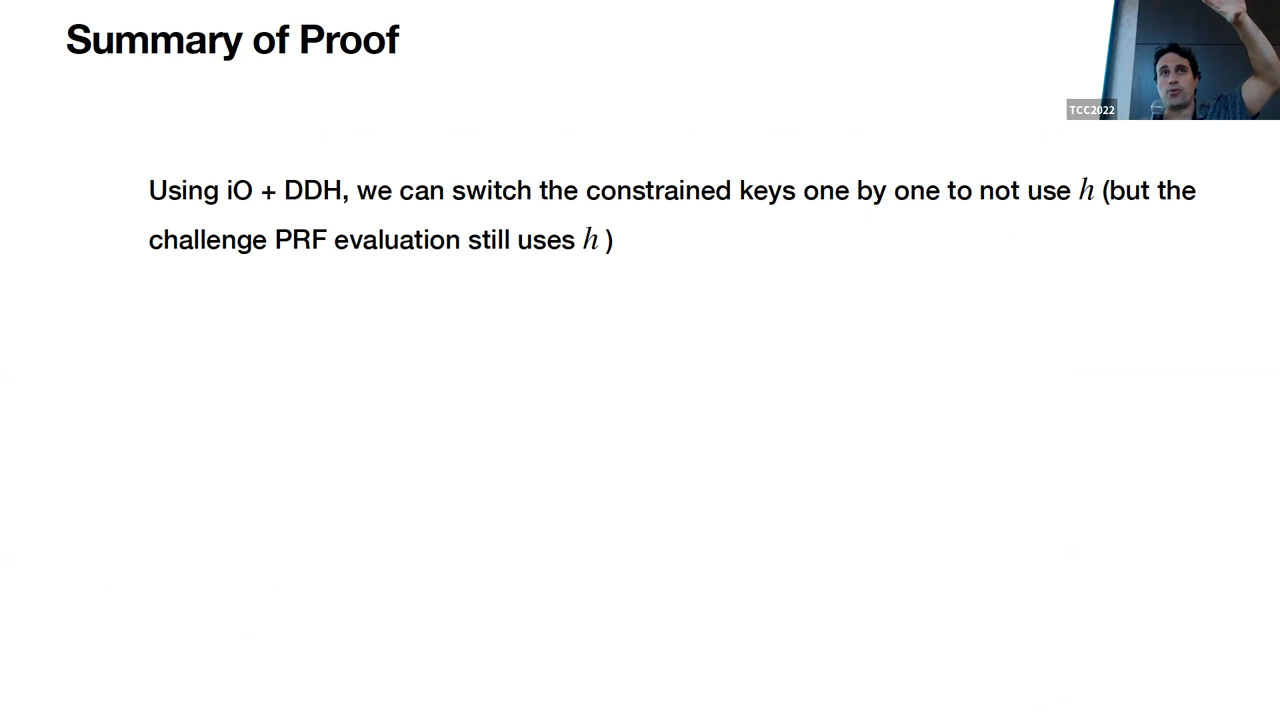 Summary of Proof
TCC2022
Using iO + DDH, we can switch the constrained keys one by one to not use h (but the
challenge PRF evaluation still uses h )